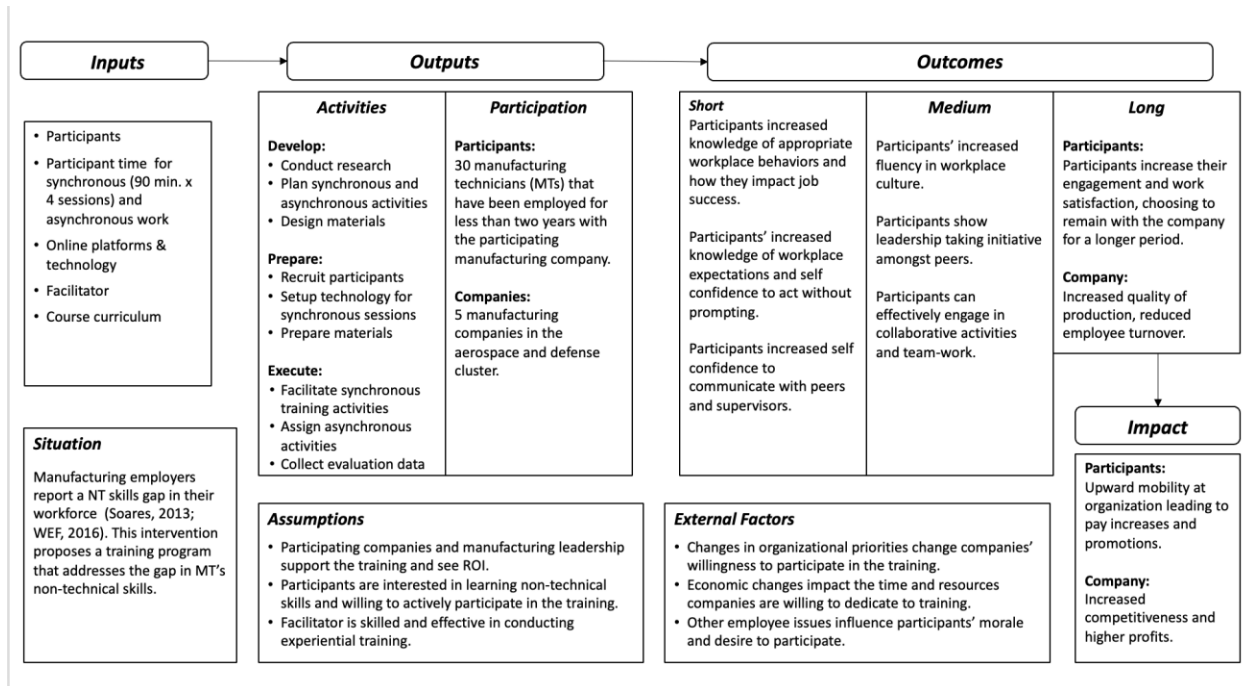 Inputs
Outputs
Outcomes
• Participants
• Participant time for
synchronous (90 min. x
4 sessions) and
asynchronous work
• Online platforms &
technology
• Facilitator
• Course curriculum
Situation
Manufacturing employers
report a NT skills gap in their
workforce (Soares, 2013;
WEF, 2016). This intervention
proposes a training program
that addresses the gap in MT's
non-technical skills.
Activities
Develop:
• Conduct research
• Plan synchronous and
asynchronous activities
• Design materials
Prepare:
• Recruit participants
• Setup technology for
synchronous sessions
• Prepare materials
Execute:
• Facilitate synchronous
training activities
• Assign asynchronous
activities
• Collect evaluation data
Participation
Participants:
30 manufacturing
technicians (MTs) that
have been employed for
less than two years with
the participating
manufacturing company.
Companies:
5 manufacturing
companies in the
aerospace and defense
cluster.
Short
Participants increased
knowledge of appropriate
workplace behaviors and
how they impact job
success.
Participants' increased
knowledge of workplace
expectations and self
confidence to act without
prompting.
Participants increased self
confidence to
communicate with peers
and supervisors.
Medium
Participants' increased
fluency in workplace
culture.
Participants show
leadership taking initiative
amongst peers.
Participants can
effectively engage in
collaborative activities
and team-work.
Long
Participants:
Participants increase their
engagement and work
satisfaction, choosing to
remain with the company
for a longer period.
Company:
Increased quality of
production, reduced
employee turnover.
Assumptions
• Participating companies and manufacturing leadership
support the training and see ROI.
• Participants are interested in learning non-technical
skills and willing to actively participate in the training.
• Facilitator is skilled and effective in conducting
experiential training.
External Factors
• Changes in organizational priorities change companies'
willingness to participate in the training.
• Economic changes impact the time and resources
companies are willing to dedicate to training.
• Other employee issues influence participants' morale
and desire to participate.
Impact
Participants:
Upward mobility at
organization leading to
pay increases and
promotions.
Company:
Increased
competitiveness and
higher profits.